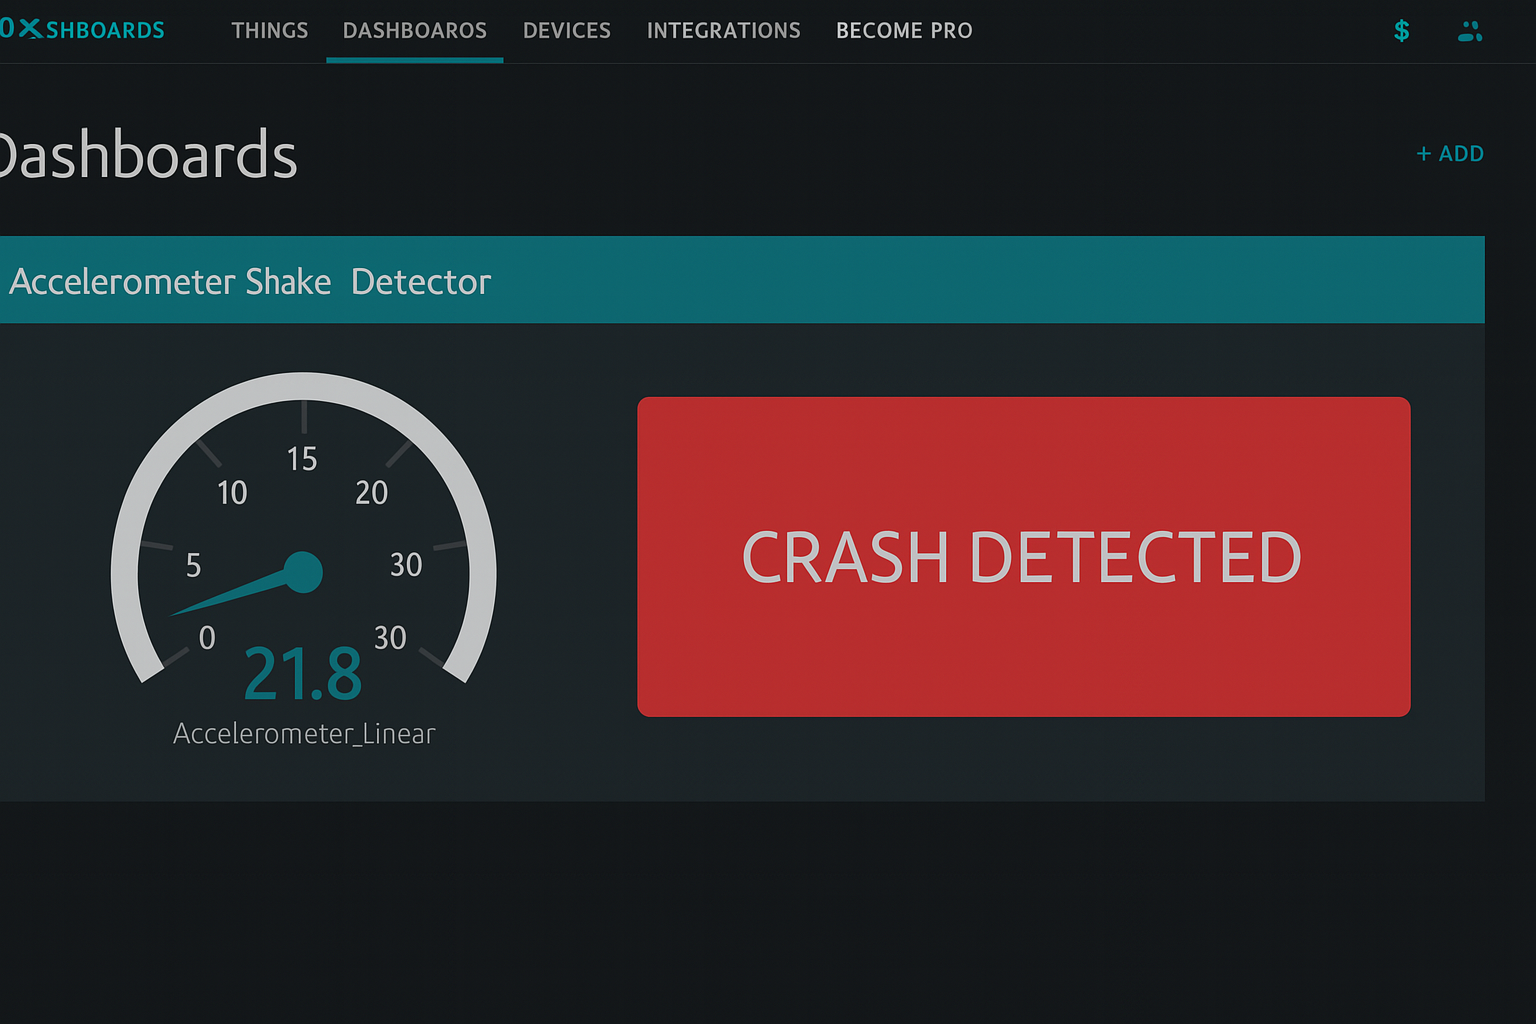 SHBOARDS THINGS DASHBOAROS DEVICES INTEGRATIONS BECOME PRO $
Dashboards
+ ADD
Accelerometer Shake Detector
15
10 20
5 30
0 30
21.8
Accelerometer_Linear
CRASH DETECTED